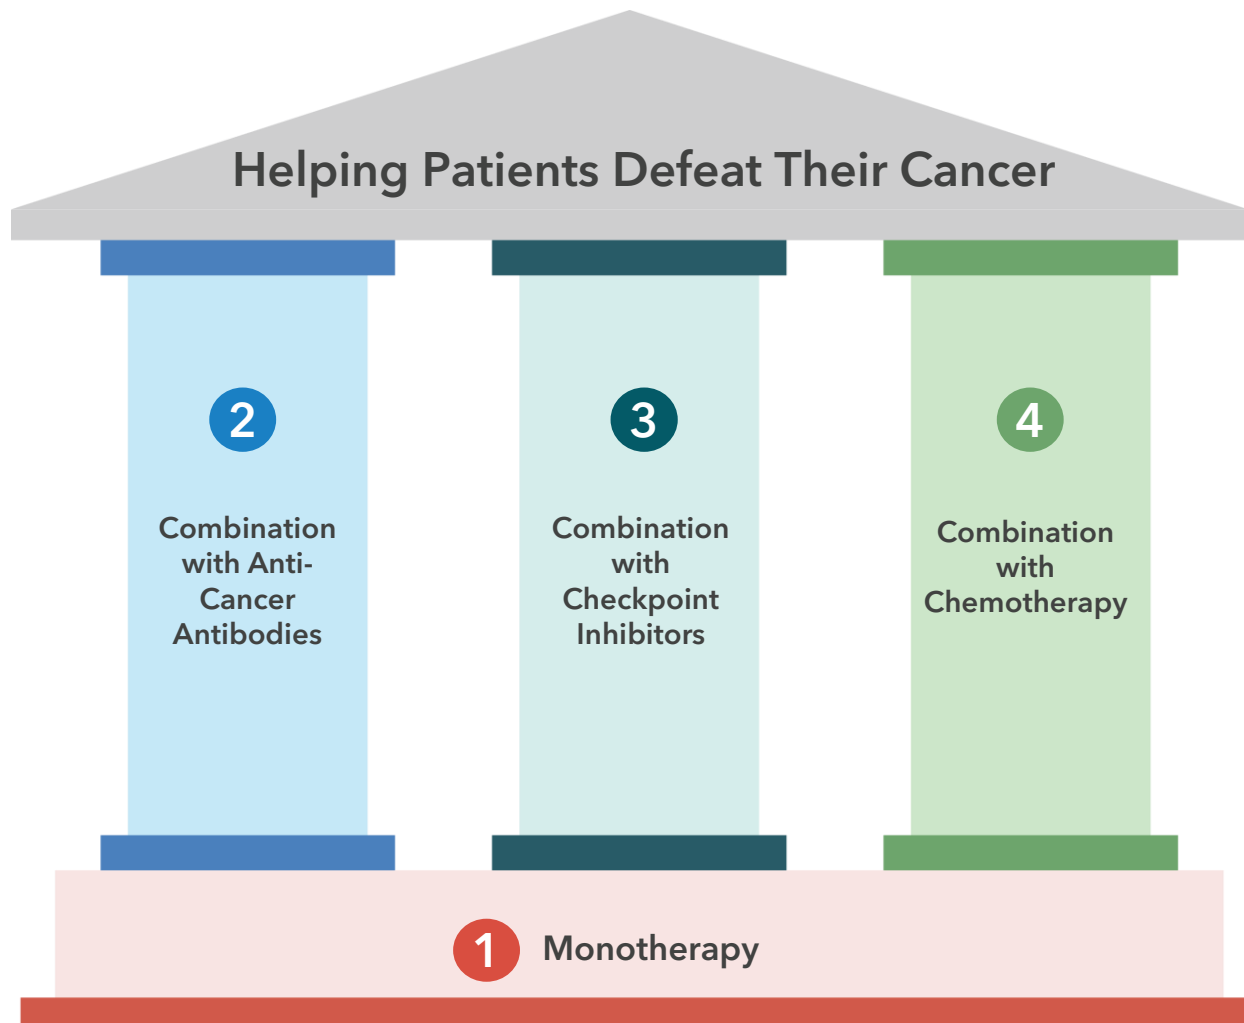 Helping Patients Defeat Their Cancer
2
Combination
with Anti-
Cancer
Antibodies
3
Combination
with
Checkpoint
Inhibitors
4
Combination
with
Chemotherapy
1 Monotherapy